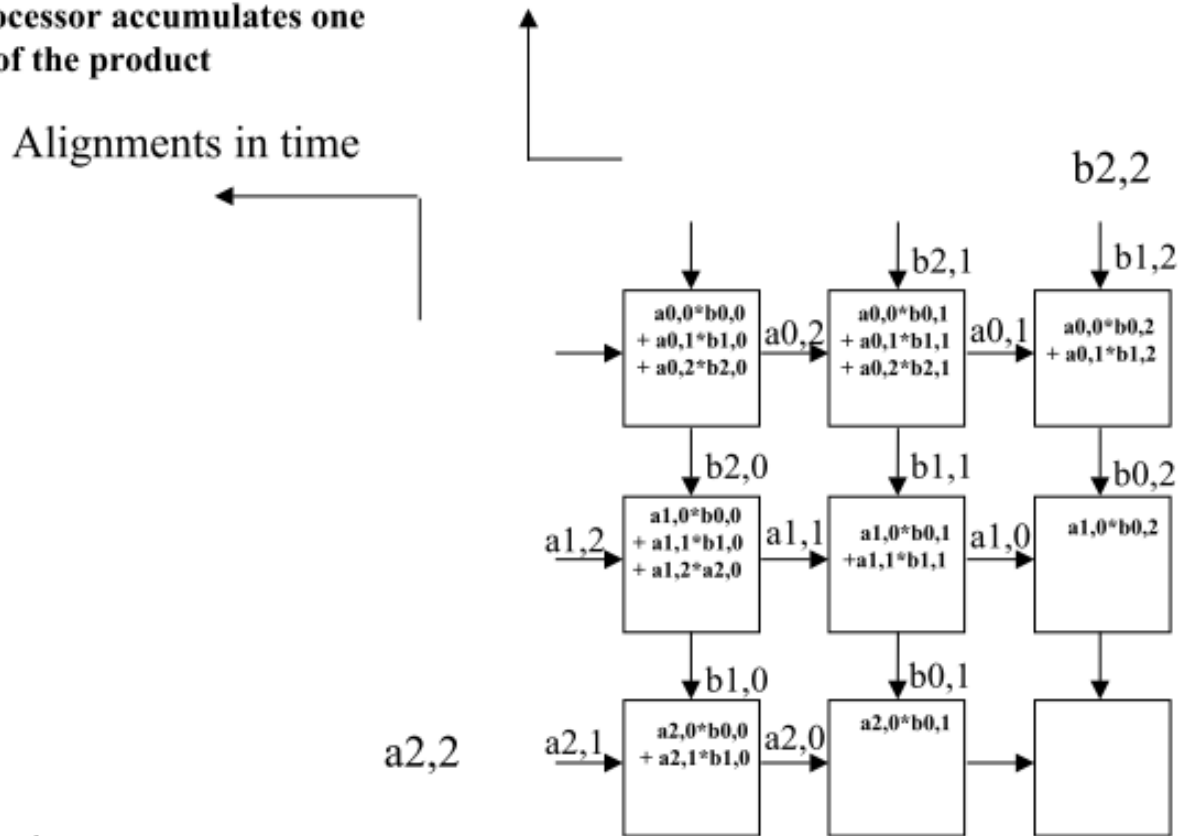 ocessor accumulates one
of the product
Alignments in time
b2,2
b2,1
b1,2
a0,0*b0,0
+ a0,1*b1,0
+ a0,2*b2,0
a0,2
a0,0*b0,1
+ a0,1*b1,1
+ a0,2*b2,1
a0,1
a0,0*b0,2
+ a0,1*b1,2
b2,0
b1,1
b0,2
a1,2
a1,0*b0,0
+ a1,1*b1,0
+ a1,2*a2,0
a1,1
a1,0*b0,1
+a1,1*b1,1
a1,0
a1,0*b0,2
b1,0
b0,1
a2,2
a2,1
a2,0*b0,0
+ a2,1*b1,0
a2,0
a2,0*b0,1